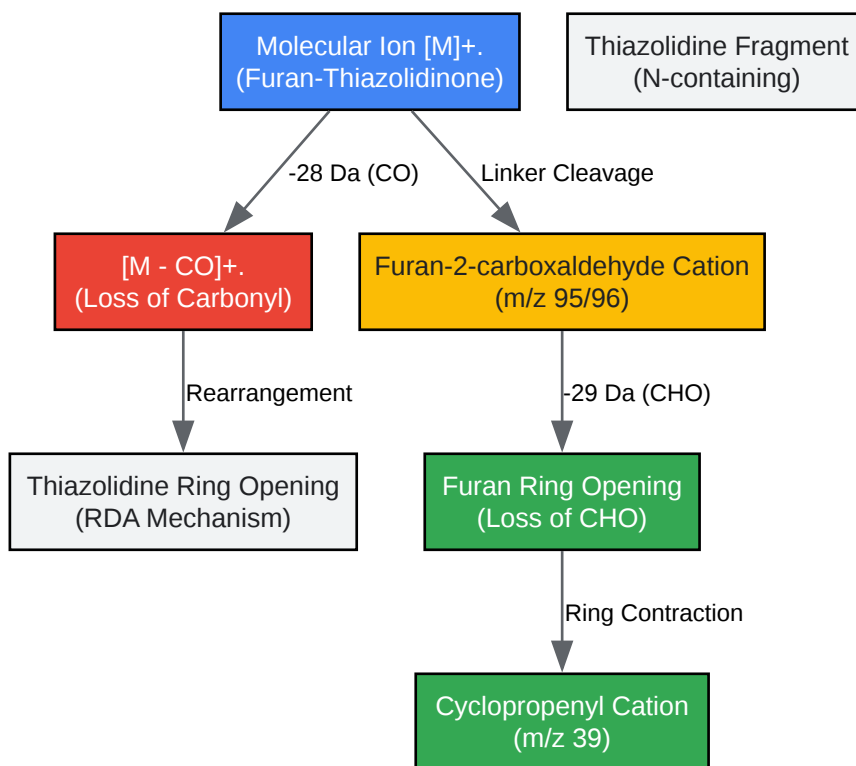 Molecular Ion [M]+.
(Furan-Thiazolidinone)
Thiazolidine Fragment
(N-containing)
-28 Da (CO)
Linker Cleavage
[M - CO]+.
(Loss of Carbonyl)
Furan-2-carboxaldehyde Cation
(m/z 95/96)
Rearrangement
-29 Da (CHO)
Thiazolidine Ring Opening
(RDA Mechanism)
Furan Ring Opening
(Loss of CHO)
Ring Contraction
Cyclopropenyl Cation
(m/z 39)